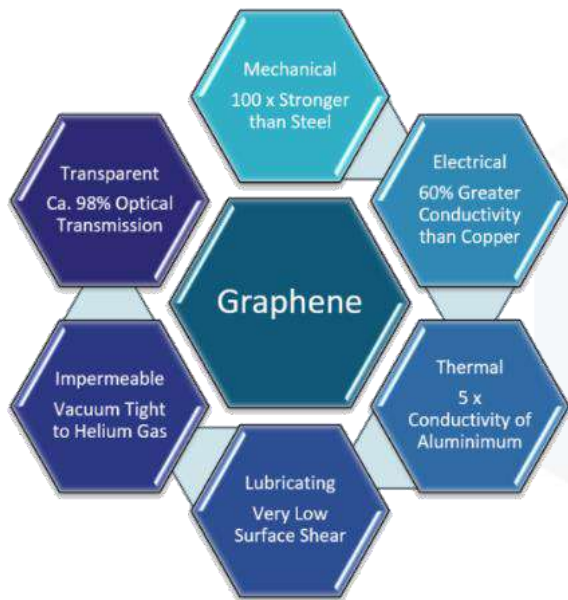 Mechanical
100 x Stronger
than Steel
Electrical
60% Greater
Conductivity
than Copper
Thermal
5 x
Conductivity of
Aluminimum
Lubricating
Very Low
Surface Shear
Impermeable
Vacuum Tight
to Helium Gas
Transparent
Ca. 98% Optical
Transmission
Graphene